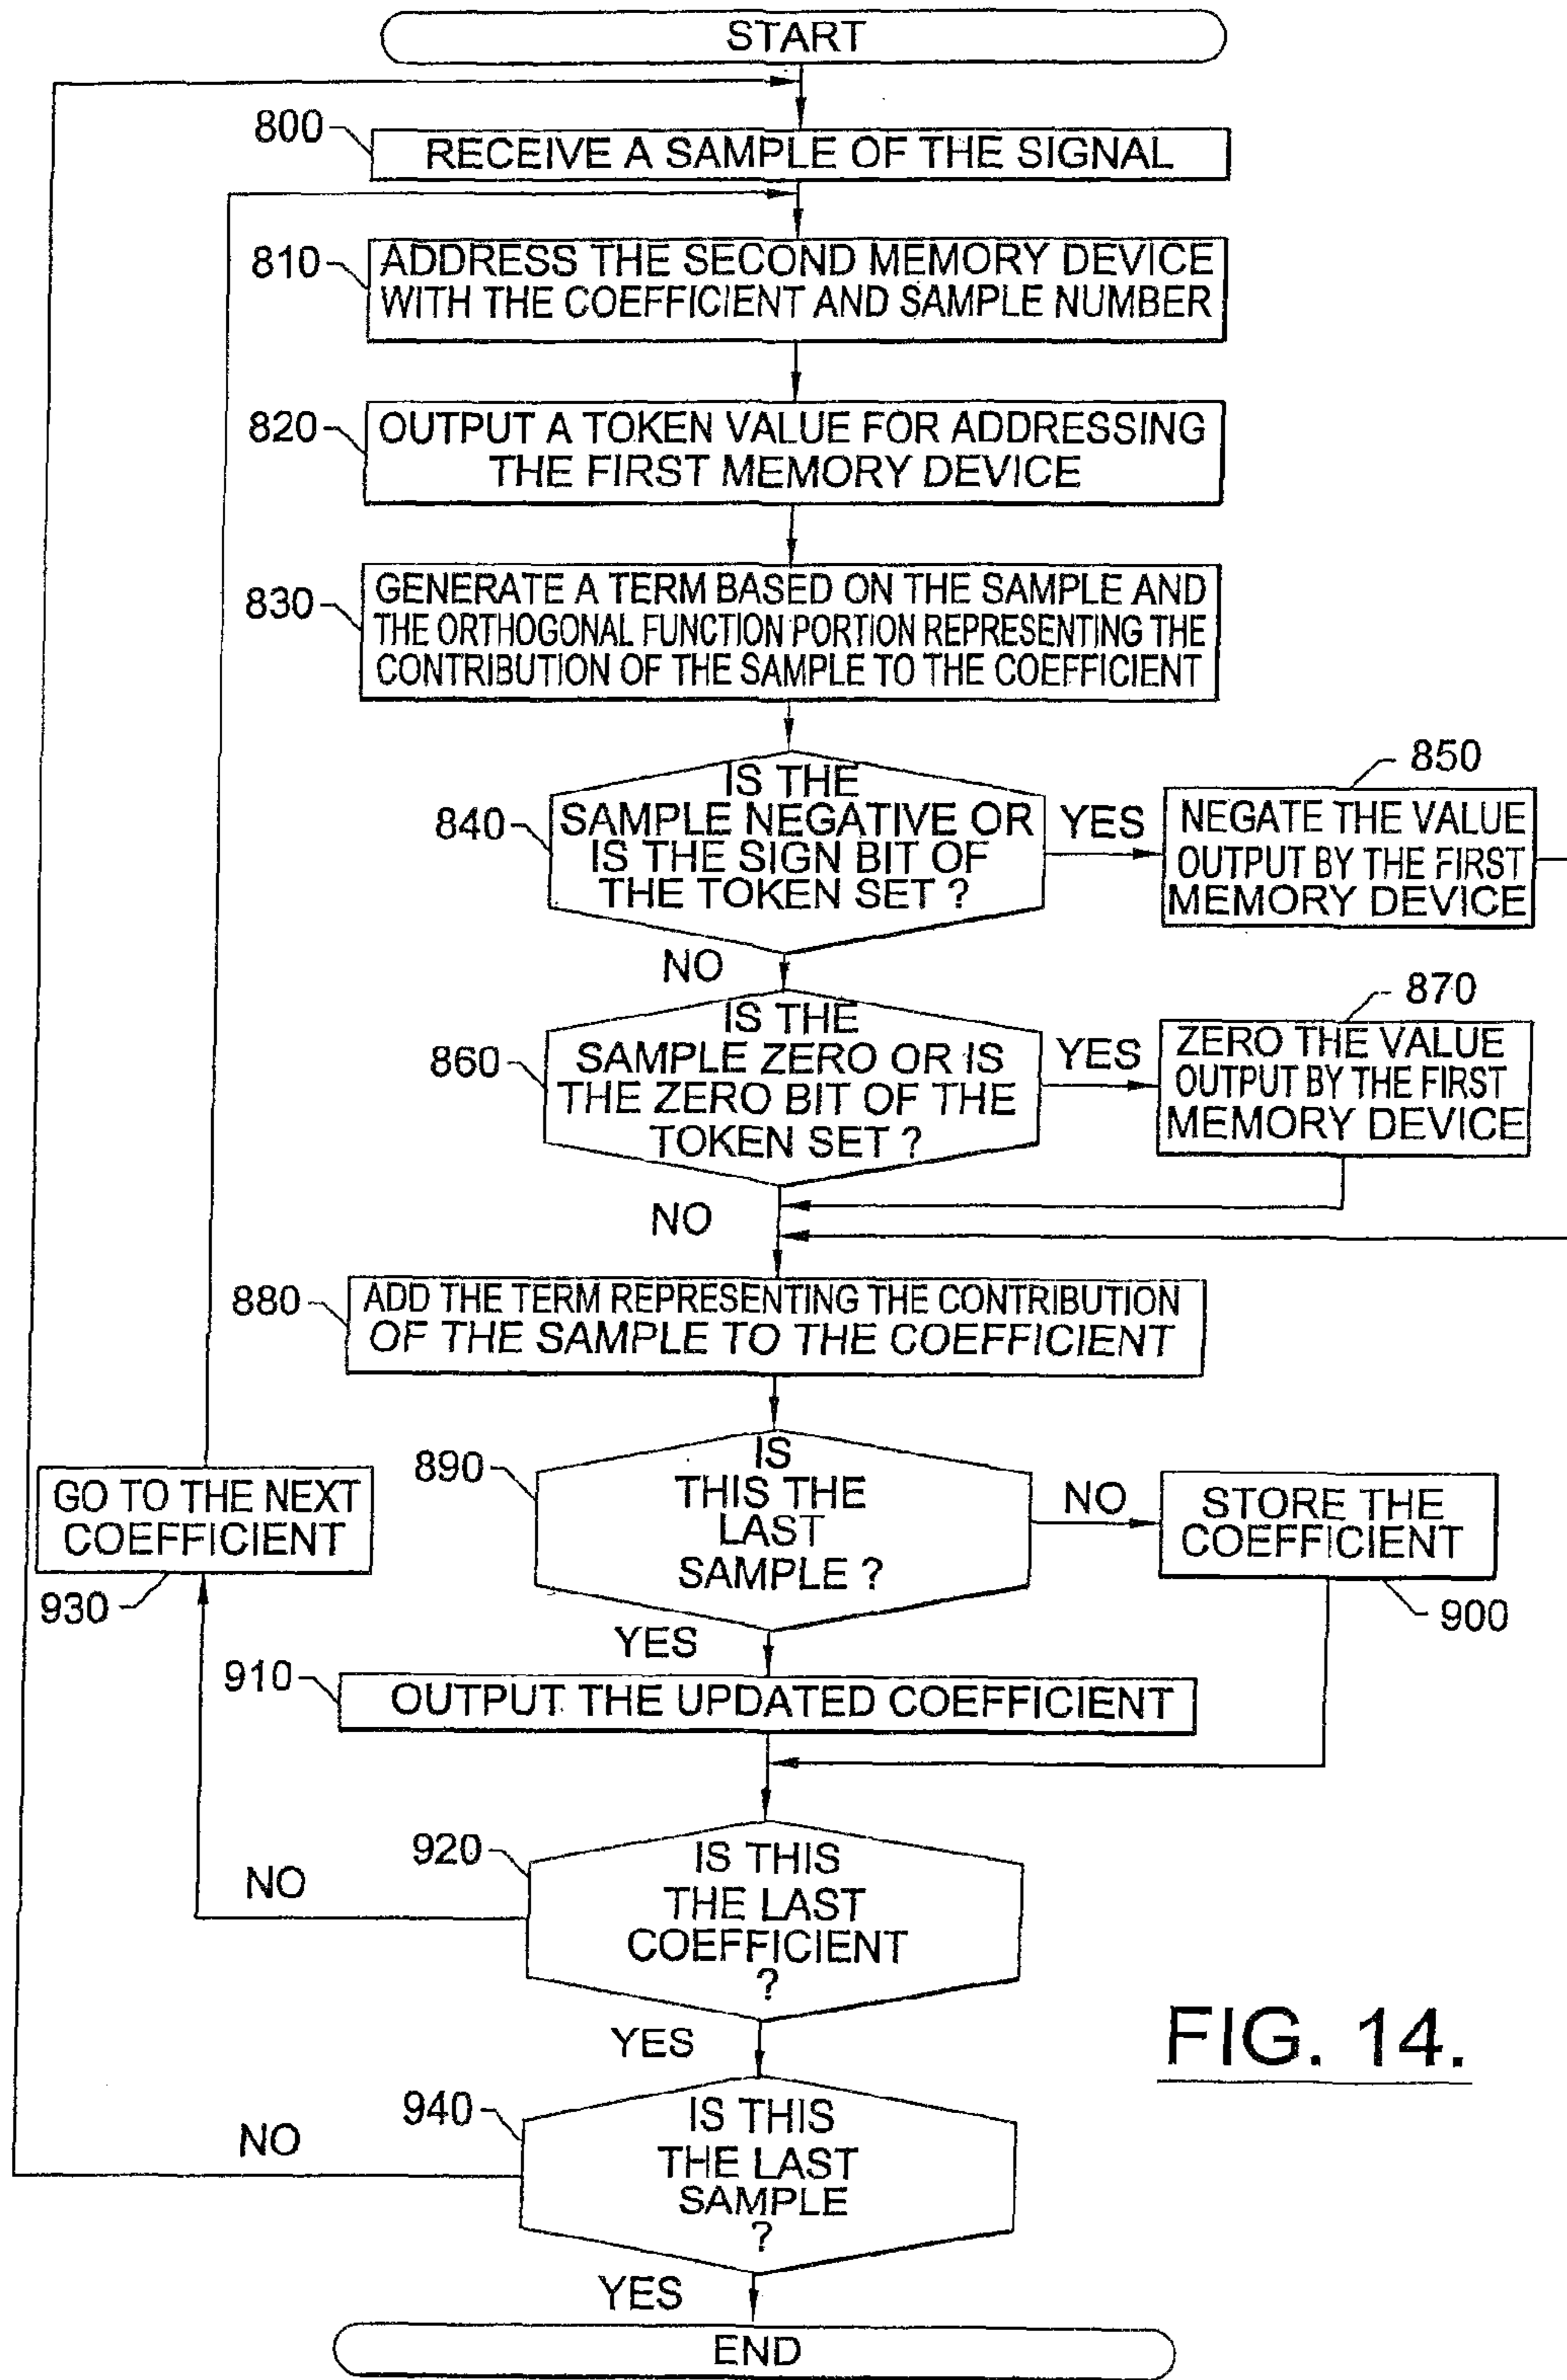 START
800
RECEIVE A SAMPLE OF THE SIGNAL
810
ADDRESS THE SECOND MEMORY DEVICE
WITH THE COEFFICIENT AND SAMPLE NUMBER
820
OUTPUT A TOKEN VALUE FOR ADDRESSING
THE FIRST MEMORY DEVICE
830
GENERATE A TERM BASED ON THE SAMPLE AND
THE ORTHOGONAL FUNCTION PORTION REPRESENTING THE
CONTRIBUTION OF THE SAMPLE TO THE COEFFICIENT
840
IS THE
SAMPLE NEGATIVE OR
IS THE SIGN BIT OF
THE TOKEN SET ?
YES
850
NEGATE THE VALUE
OUTPUT BY THE FIRST
MEMORY DEVICE
NO
860
IS THE
SAMPLE ZERO OR IS
THE ZERO BIT OF THE
TOKEN SET ?
YES
870
ZERO THE VALUE
OUTPUT BY THE FIRST
MEMORY DEVICE
NO
880
ADD THE TERM REPRESENTING THE CONTRIBUTION
OF THE SAMPLE TO THE COEFFICIENT
890
IS
THIS THE
LAST
SAMPLE ?
NO
STORE THE
COEFFICIENT
900
GO TO THE NEXT
COEFFICIENT
930
YES
910
OUTPUT THE UPDATED COEFFICIENT
920
IS THIS
THE LAST
COEFFICIENT
?
NO
YES
940
IS THIS
THE LAST
SAMPLE
?
NO
YES
END
FIG. 14.